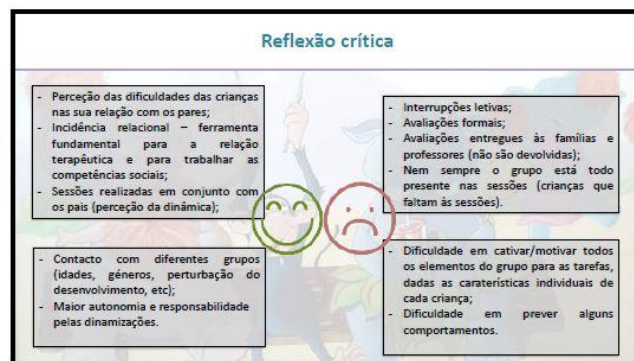 Reflexão crítica
- Perceção das dificuldades das crianças
nas sua relação com os pares;
- Incidência relacional – ferramenta
fundamental para a relação
terapêutica e para trabalhar as
competências sociais;
- Sessões realizadas em conjunto com
os pais (perceção da dinâmica);
- Contacto com diferentes grupos
(idades, géneros, perturbação do
desenvolvimento, etc);
- Maior autonomia e responsabilidade
pelas dinamizações.
- Interrupções letivas;
- Avaliações formais;
- Avaliações entregues às famílias e
professores (não são devolvidas);
- Nem sempre o grupo está todo
presente nas sessões (crianças que
faltam às sessões).
- Dificuldade em cativar/motivar todos
os elementos do grupo para as tarefas,
dadas as caraterísticas individuais de
cada criança;
- Dificuldade em prever alguns
comportamentos.